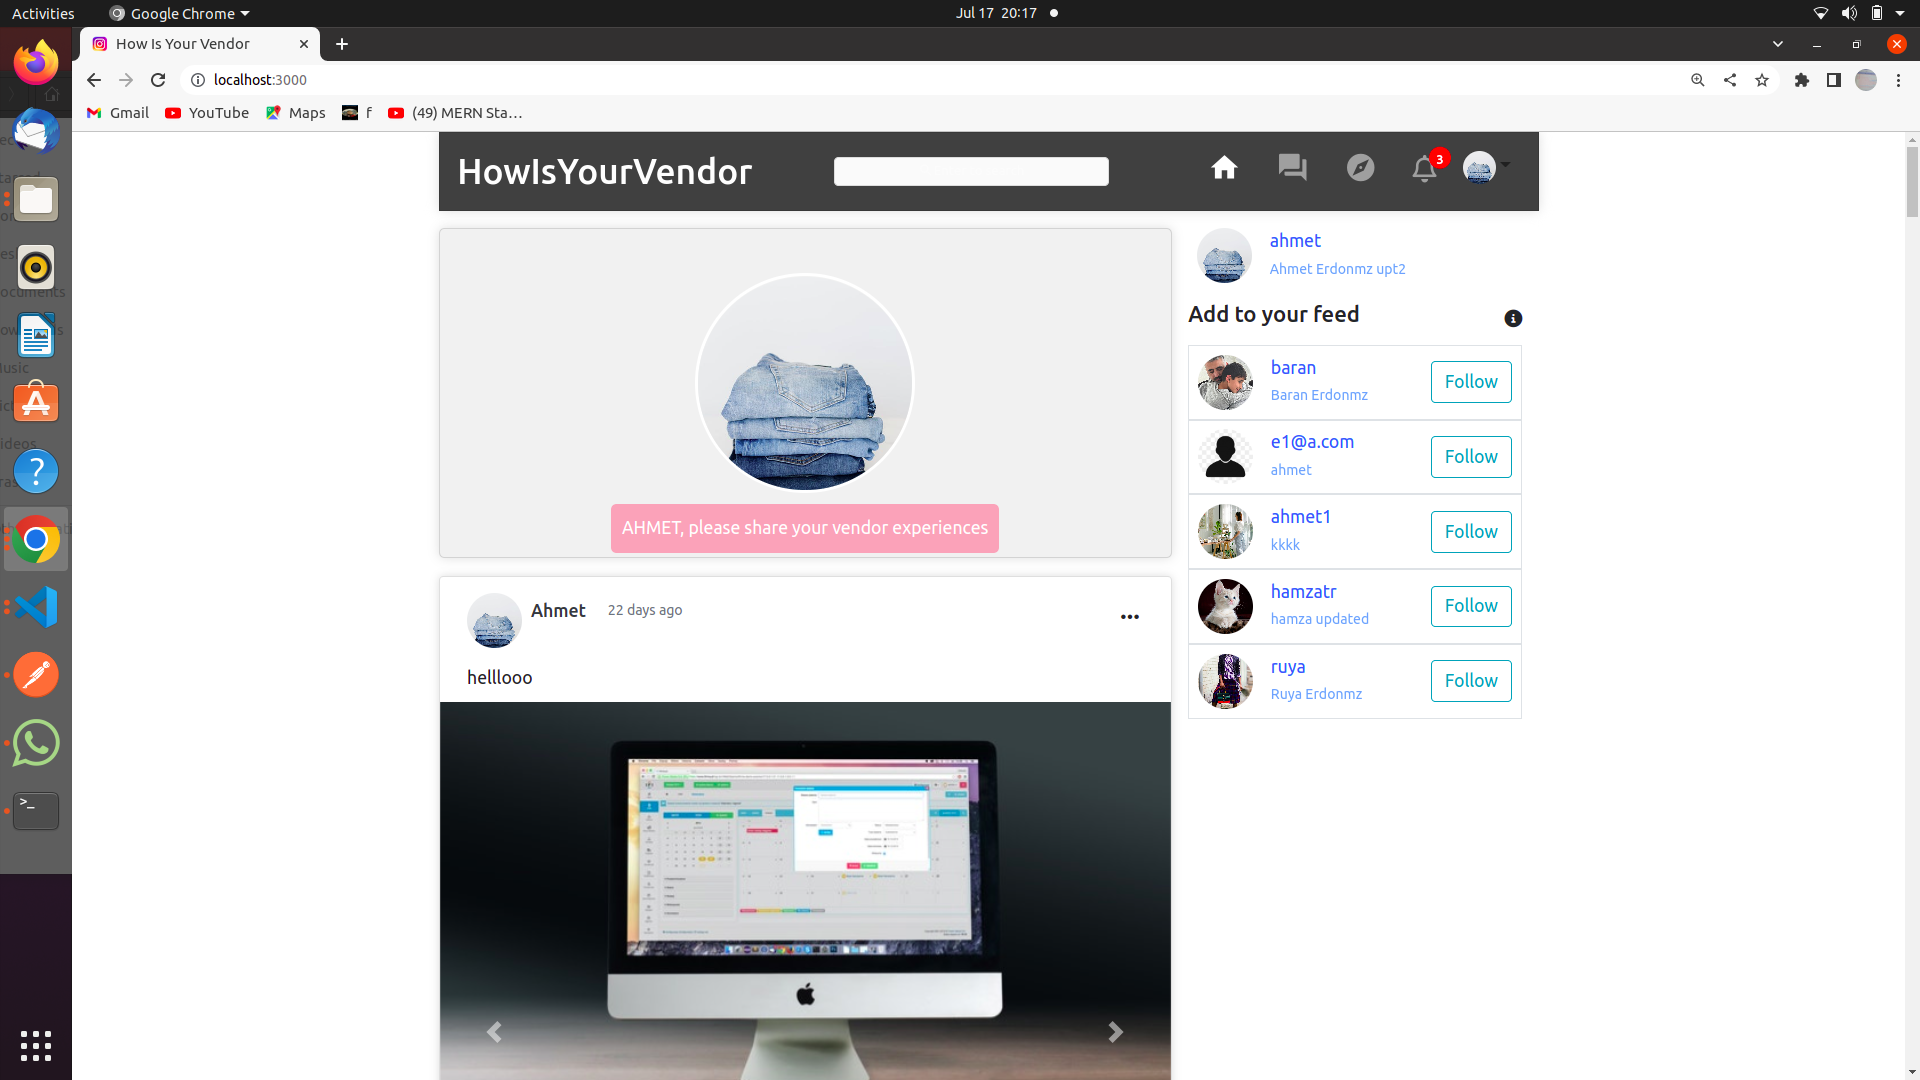 Activities
Google Chrome
Jul 17 20:17
How Is Your Vendor
localhost:3000
Gmail
YouTube
Maps
f
(49) MERN Sta...
HowIsYourVendor
3
ahmet
Ahmet Erdonmz upt2
Add to your feed
baran
Baran Erdonmz
Follow
e1@a.com
ahmet
Follow
ahmet1
kkkk
Follow
hamzatr
hamza updated
Follow
ruya
Ruya Erdonmz
Follow
AHMET, please share your vendor experiences
Ahmet
22 days ago
helllooo